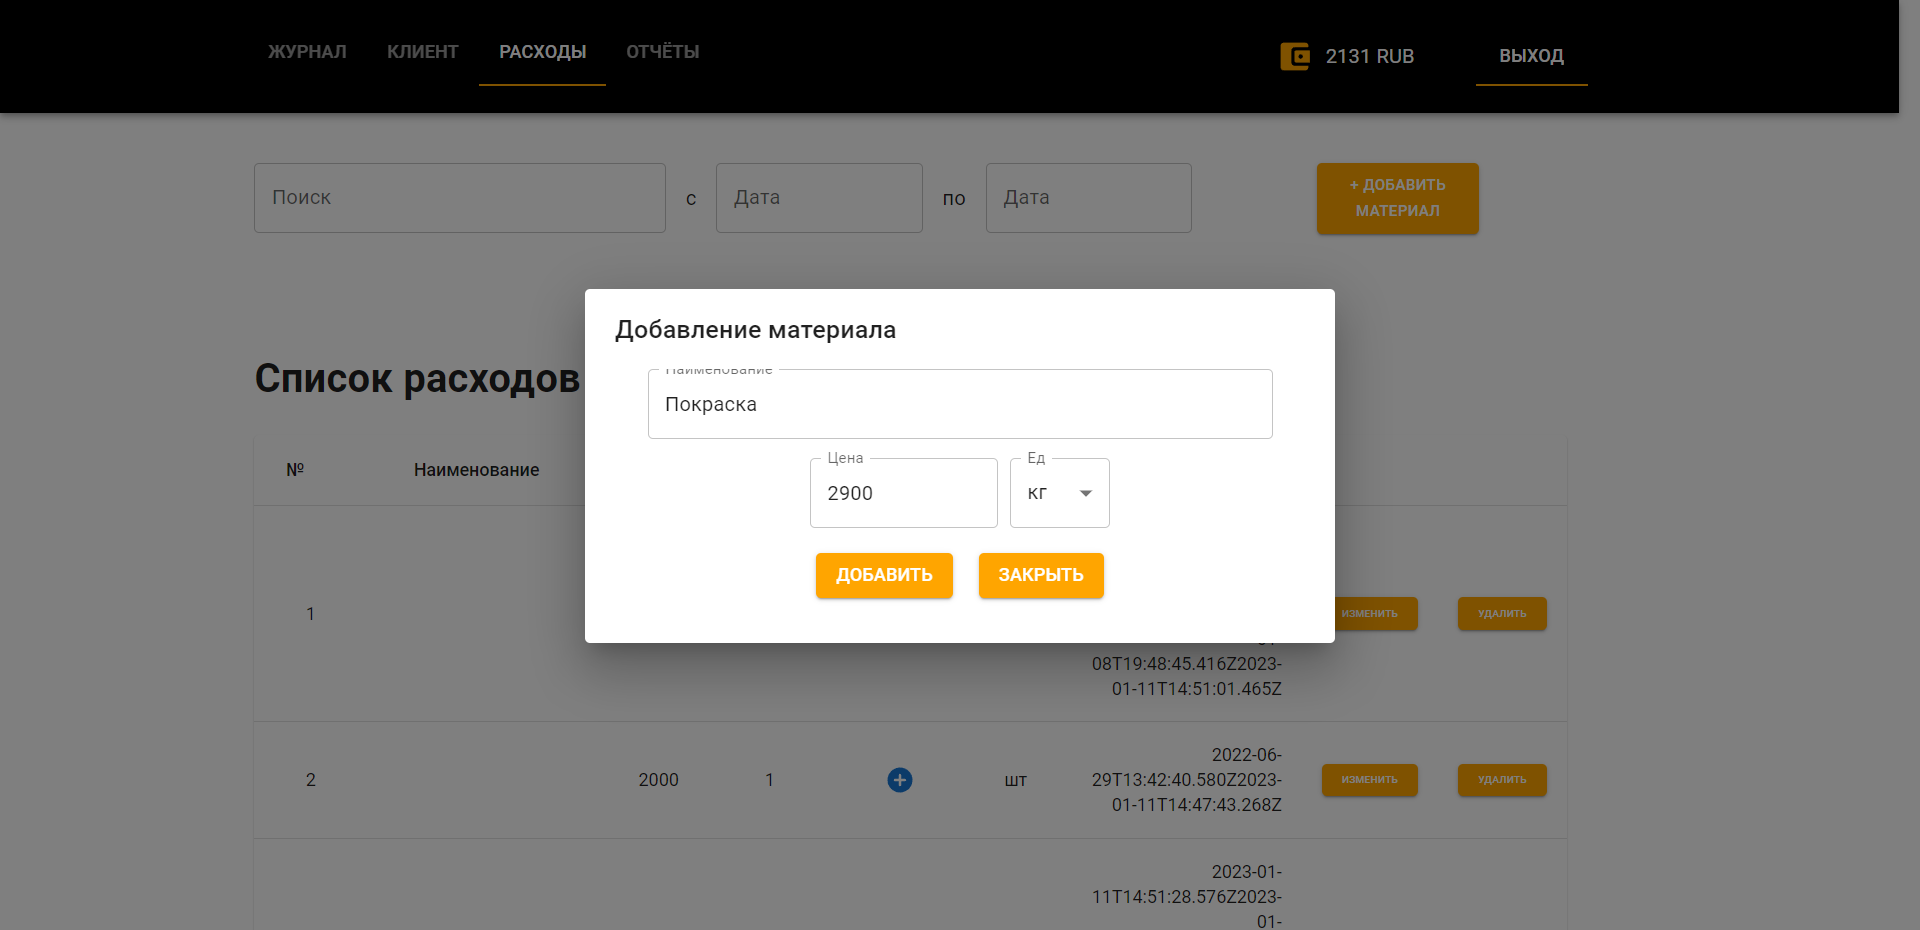 ЖУРНАЛ КЛИЕНТ РАСХОДЫ ОТЧЁТЫ 2131 RUB ВЫХОД
Поиск с Дата по Дата
+ ДОБАВИТЬ
МАТЕРИАЛ
Список расходов
Добавление материала
Наименование
Покраска
Цена
2900
Ед
кг
ДОБАВИТЬ ЗАКРЫТЬ
№ Наименование
1
08T19:48:45.416Z2023-
01-11T14:51:01.465Z
ИЗМЕНИТЬ УДАЛИТЬ
2 2000 1 шт
2022-06-
29T13:42:40.580Z2023-
01-11T14:47:43.268Z
ИЗМЕНИТЬ УДАЛИТЬ
2023-01-
11T14:51:28.576Z2023-
01-